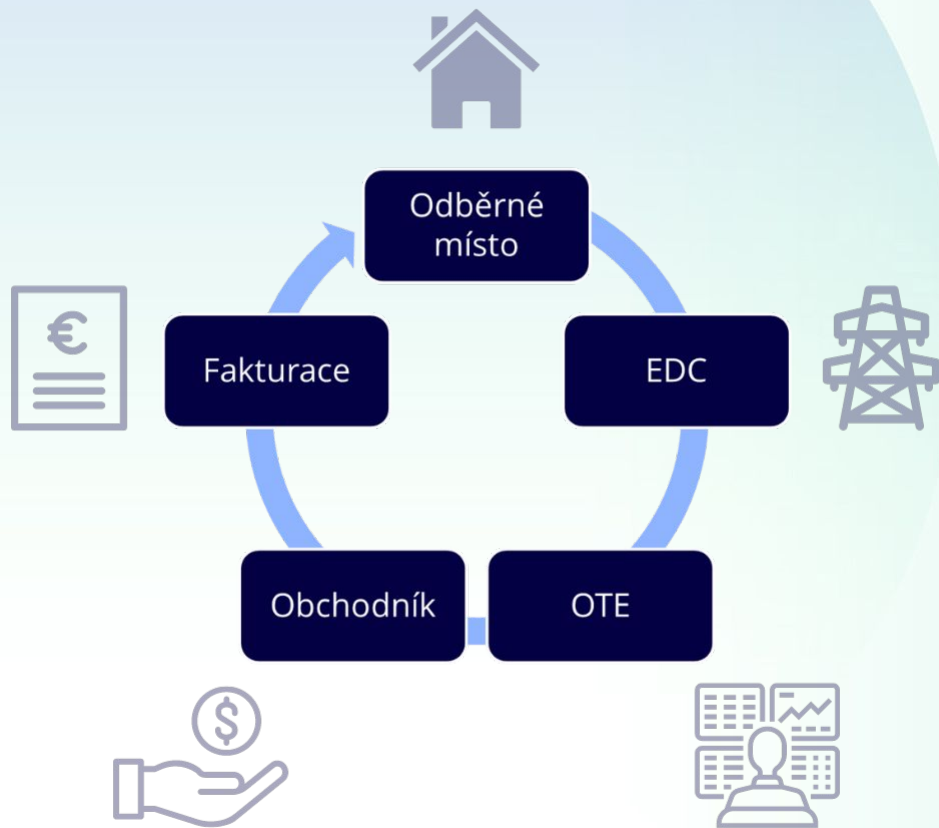 Odběrné
místo
€
Fakturace
EDC
Obchodník
OTE
$